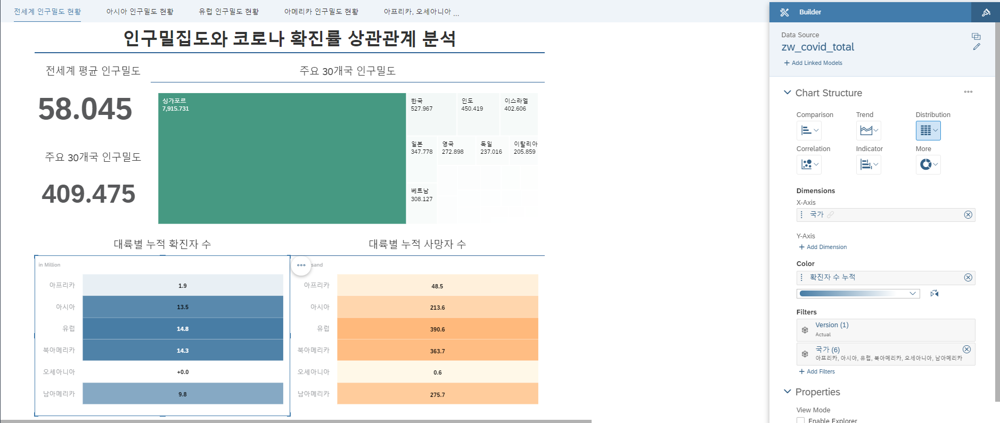 전세계 인구밀도 현황
아시아 인구밀도 현황
유럽 인구밀도 현황
아메리카 인구밀도 현황
아프리카, 오세아니아 ...
인구밀집도와 코로나 확진률 상관관계 분석
전세계 평균 인구밀도
58.045
주요 30개국 인구밀도
409.475
주요 30개국 인구밀도
싱가포르
7,915.731
한국
527.967
인도
450.419
이스라엘
402.606
일본
347.778
영국
272.898
독일
237.016
이탈리아
205.859
베트남
308.127
대륙별 누적 확진자 수
in Million
아프리카 1.9
아시아 13.5
유럽 14.8
북아메리카 14.3
오세아니아 +0.0
남아메리카 9.8
대륙별 누적 사망자 수
sand
아프리카 48.5
아시아 213.6
유럽 390.6
북아메리카 363.7
오세아니아 0.6
남아메리카 275.7
Builder
Data Source
zw_covid_total
+ Add Linked Models
Chart Structure
Comparison
Trend
Distribution
Correlation
Indicator
More
Dimensions
X-Axis
국가
Y-Axis
+ Add Dimension
Color
확진자 수 누적
Filters
Version (1)
Actual
국가 (6)
아프리카, 아시아, 유럽, 북아메리카, 오세아니아, 남아메리카
+ Add Filters
Properties
View Mode
Enable Explorer